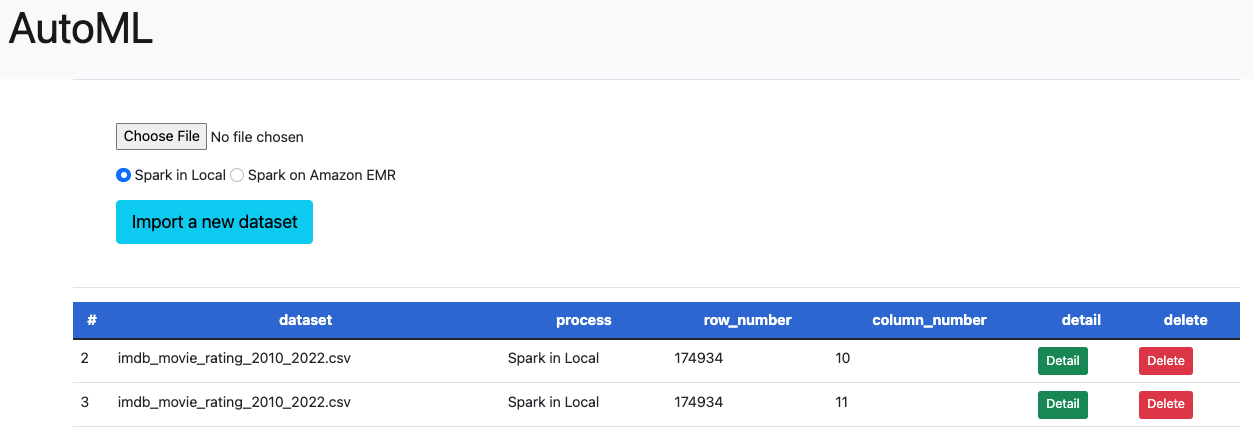 AutoML
Choose File No file chosen
Spark in Local Spark on Amazon EMR
Import a new dataset
# dataset process row_number column_number detail delete
2 imdb_movie_rating_2010_2022.csv Spark in Local 174934 10 Detail Delete
3 imdb_movie_rating_2010_2022.csv Spark in Local 174934 11 Detail Delete